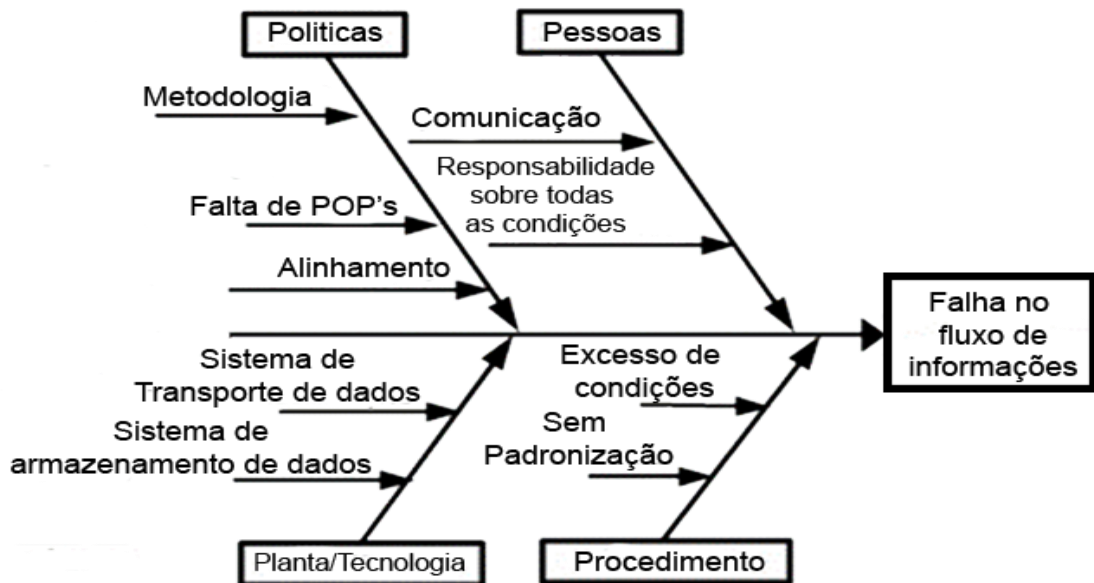 Politicas
Pessoas
Metodologia
Comunicação
Responsabilidade
sobre todas
as condições
Falta de POP's
Alinhamento
Falha no
fluxo de
informações
Sistema de
Transporte de dados
Excesso de
condições
Sistema de
armazenamento de dados
Sem
Padronização
Planta/Tecnologia
Procedimento